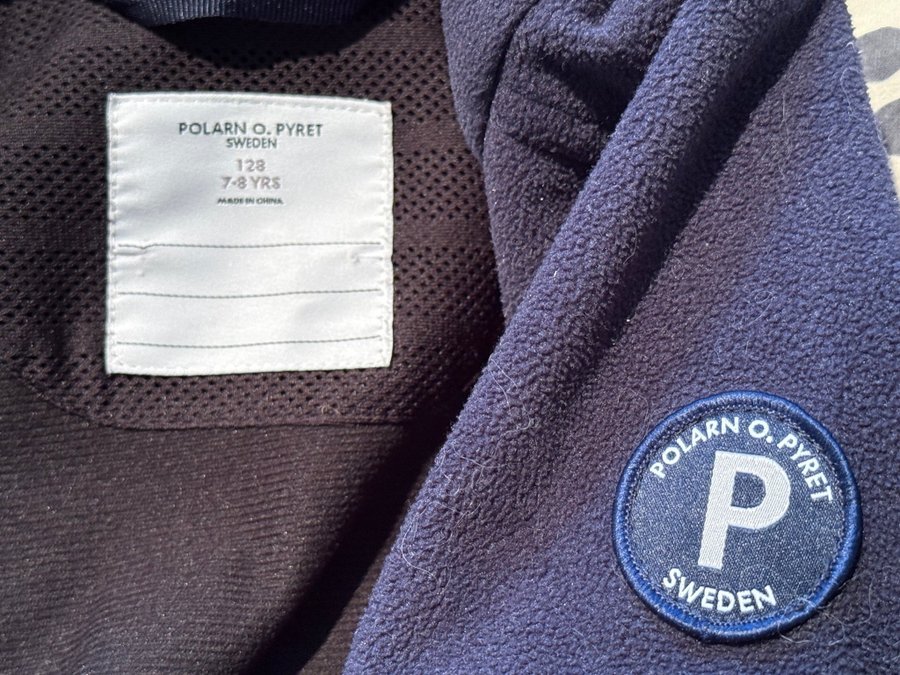 POLARN O. PYRET
SWEDEN
128
7-8 YRS
MADE IN CHINA
POLARN O. PYRET
P
SWEDEN